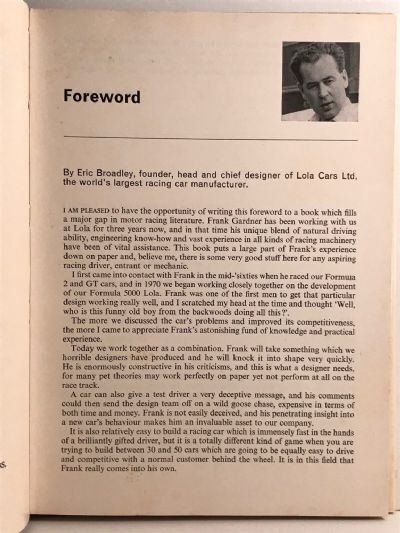 Foreword
By Eric Broadley, founder, head and chief designer of Lola Cars Ltd,
the world's largest racing car manufacturer.
I AM PLEASED to have the opportunity of writing this foreword to a book which fills
a major gap in motor racing literature. Frank Gardner has been working with us
at Lola for three years now, and in that time his unique blend of natural driving
ability, engineering know-how and vast experience in all kinds of racing machinery
have been of vital assistance. This book puts a large part of Frank's experience
down on paper and, believe me, there is some very good stuff here for any aspiring
racing driver, entrant or mechanic.
I first came into contact with Frank in the mid-'sixties when he raced our Formula
2 and GT cars, and in 1970 we began working closely together on the development
of our Formula 5000 Lola. Frank was one of the first men to get that particular
design working really well, and I scratched my head at the time and thought 'Well,
who is this funny old boy from the backwoods doing all this?'.
The more we discussed the car's problems and improved its competitiveness,
the more I came to appreciate Frank's astonishing fund of knowledge and practical
experience.
Today we work together as a combination. Frank will take something which we
horrible designers have produced and he will knock it into shape very quickly.
He is enormously constructive in his criticisms, and this is what a designer needs,
for many pet theories may work perfectly on paper yet not perform at all on the
race track.
A car can also give a test driver a very deceptive message, and his comments
could then send the design team off on a wild goose chase, expensive in terms of
both time and money. Frank is not easily deceived, and his penetrating insight into
a new car's behaviour makes him an invaluable asset to our company.
It is also relatively easy to build a racing car which is immensely fast in the hands
of a brilliantly gifted driver, but it is a totally different kind of game when you are
trying to build between 30 and 50 cars which are going to be equally easy to drive
and competitive with a normal customer behind the wheel. It is in this field that
Frank really comes into his own.